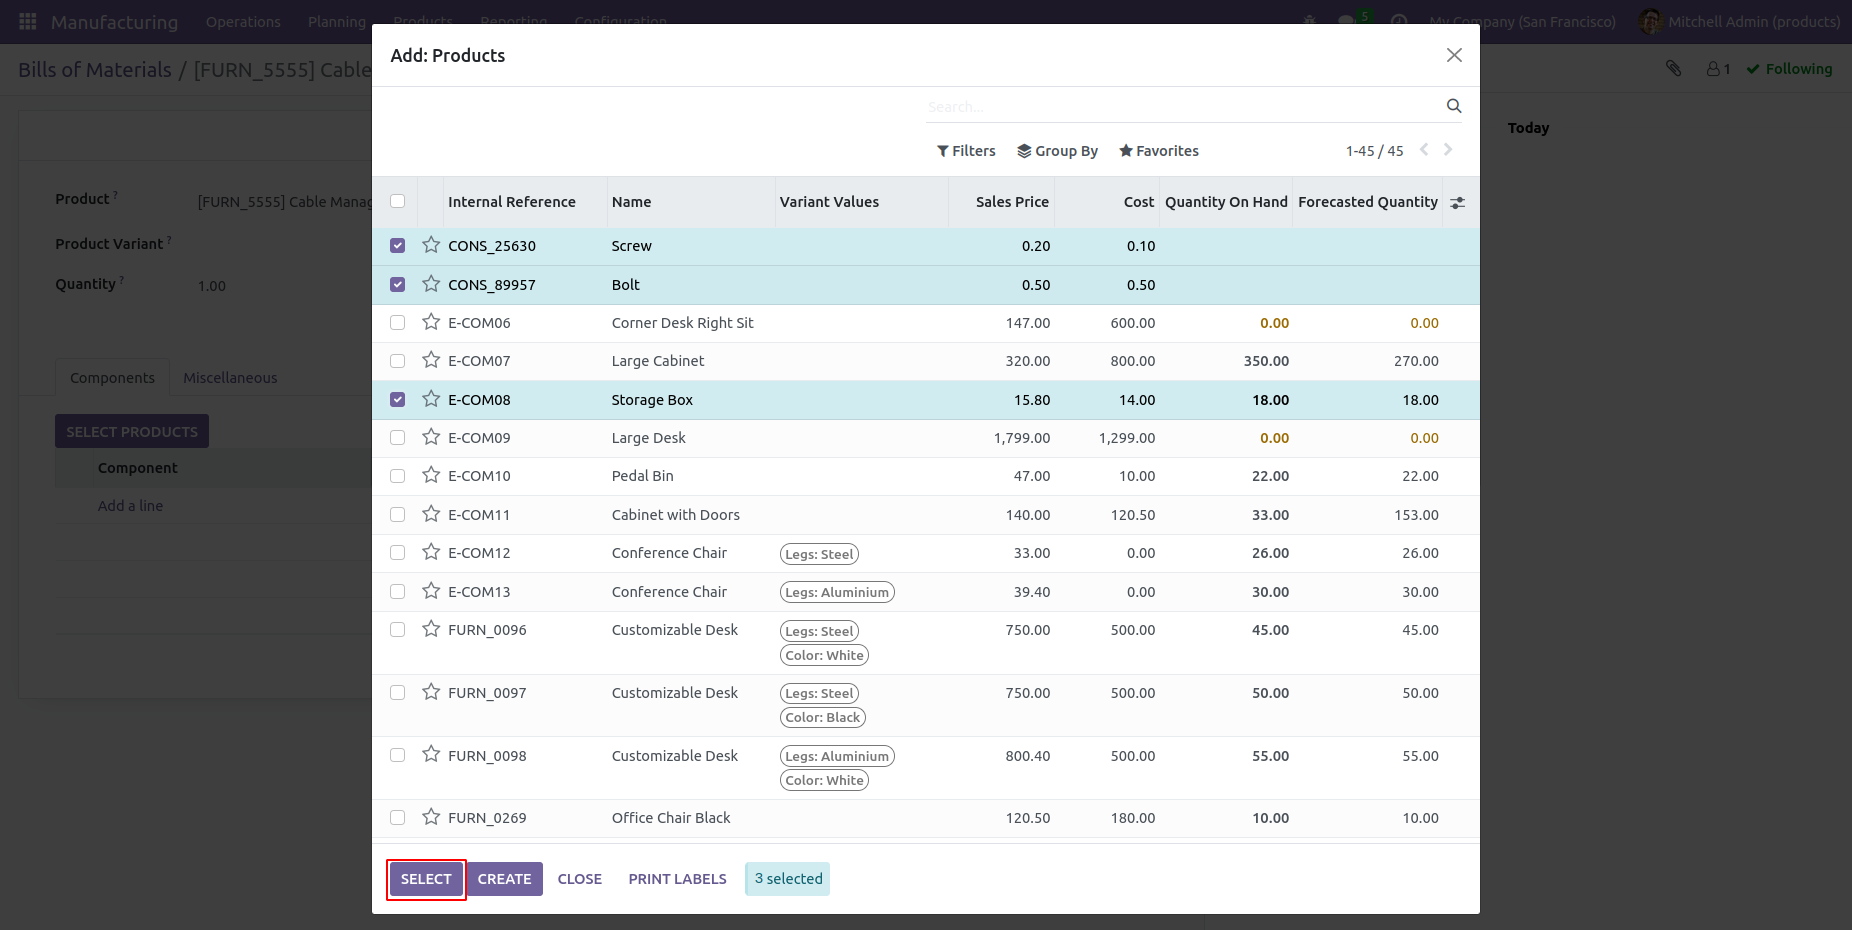 Manufacturing Operations Planning Products Reporting Configuration 5 My Company (San Francisco) Mitchell Admin (products)
Bills of Materials / [FURN_5555] Cable
1 Following
Today
Product ?
[FURN_5555] Cable Manag
Product Variant ?
Quantity ?
1.00
Components Miscellaneous
SELECT PRODUCTS
Component
Add a line
Add: Products
Search...
Filters Group By Favorites 1-45 / 45
Internal Reference Name Variant Values Sales Price Cost Quantity On Hand Forecasted Quantity
CONS_25630 Screw 0.20 0.10
CONS_89957 Bolt 0.50 0.50
E-COM06 Corner Desk Right Sit 147.00 600.00 0.00 0.00
E-COM07 Large Cabinet 320.00 800.00 350.00 270.00
E-COM08 Storage Box 15.80 14.00 18.00 18.00
E-COM09 Large Desk 1,799.00 1,299.00 0.00 0.00
E-COM10 Pedal Bin 47.00 10.00 22.00 22.00
E-COM11 Cabinet with Doors 140.00 120.50 33.00 153.00
E-COM12 Conference Chair Legs: Steel 33.00 0.00 26.00 26.00
E-COM13 Conference Chair Legs: Aluminium 39.40 0.00 30.00 30.00
FURN_0096 Customizable Desk Legs: Steel 750.00 500.00 45.00 45.00
Color: White
FURN_0097 Customizable Desk Legs: Steel 750.00 500.00 50.00 50.00
Color: Black
FURN_0098 Customizable Desk Legs: Aluminium 800.40 500.00 55.00 55.00
Color: White
FURN_0269 Office Chair Black 120.50 180.00 10.00 10.00
SELECT CREATE CLOSE PRINT LABELS 3 selected